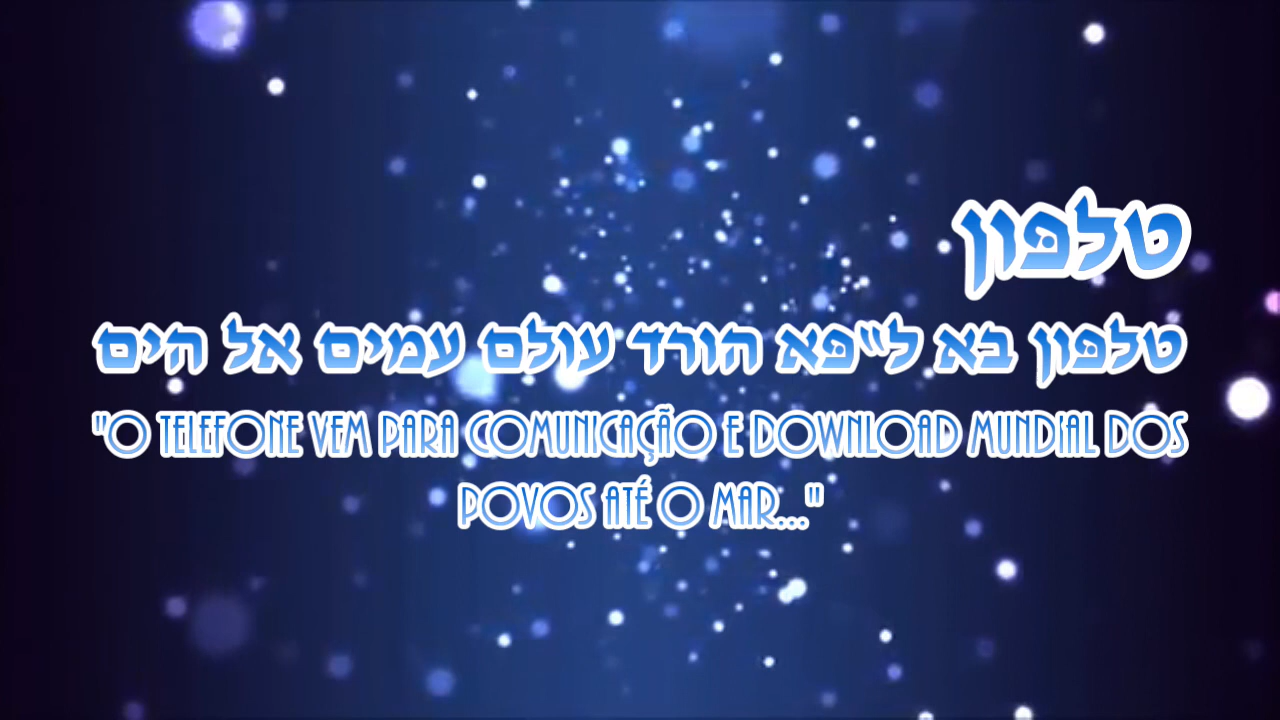 טלפון
טלפון בא ל"פא הורד עולם עמים אל הים
"O TELEFONE VEM PARA COMUNICAÇÃO E DOWNLOAD MUNDIAL DOS
POVOS ATÉ O MAR..."